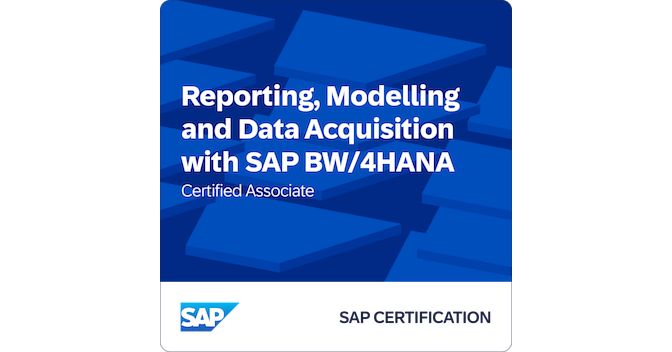 Reporting, Modelling
and Data Acquisition
with SAP BW/4HANA
Certified Associate
SAP
SAP CERTIFICATION